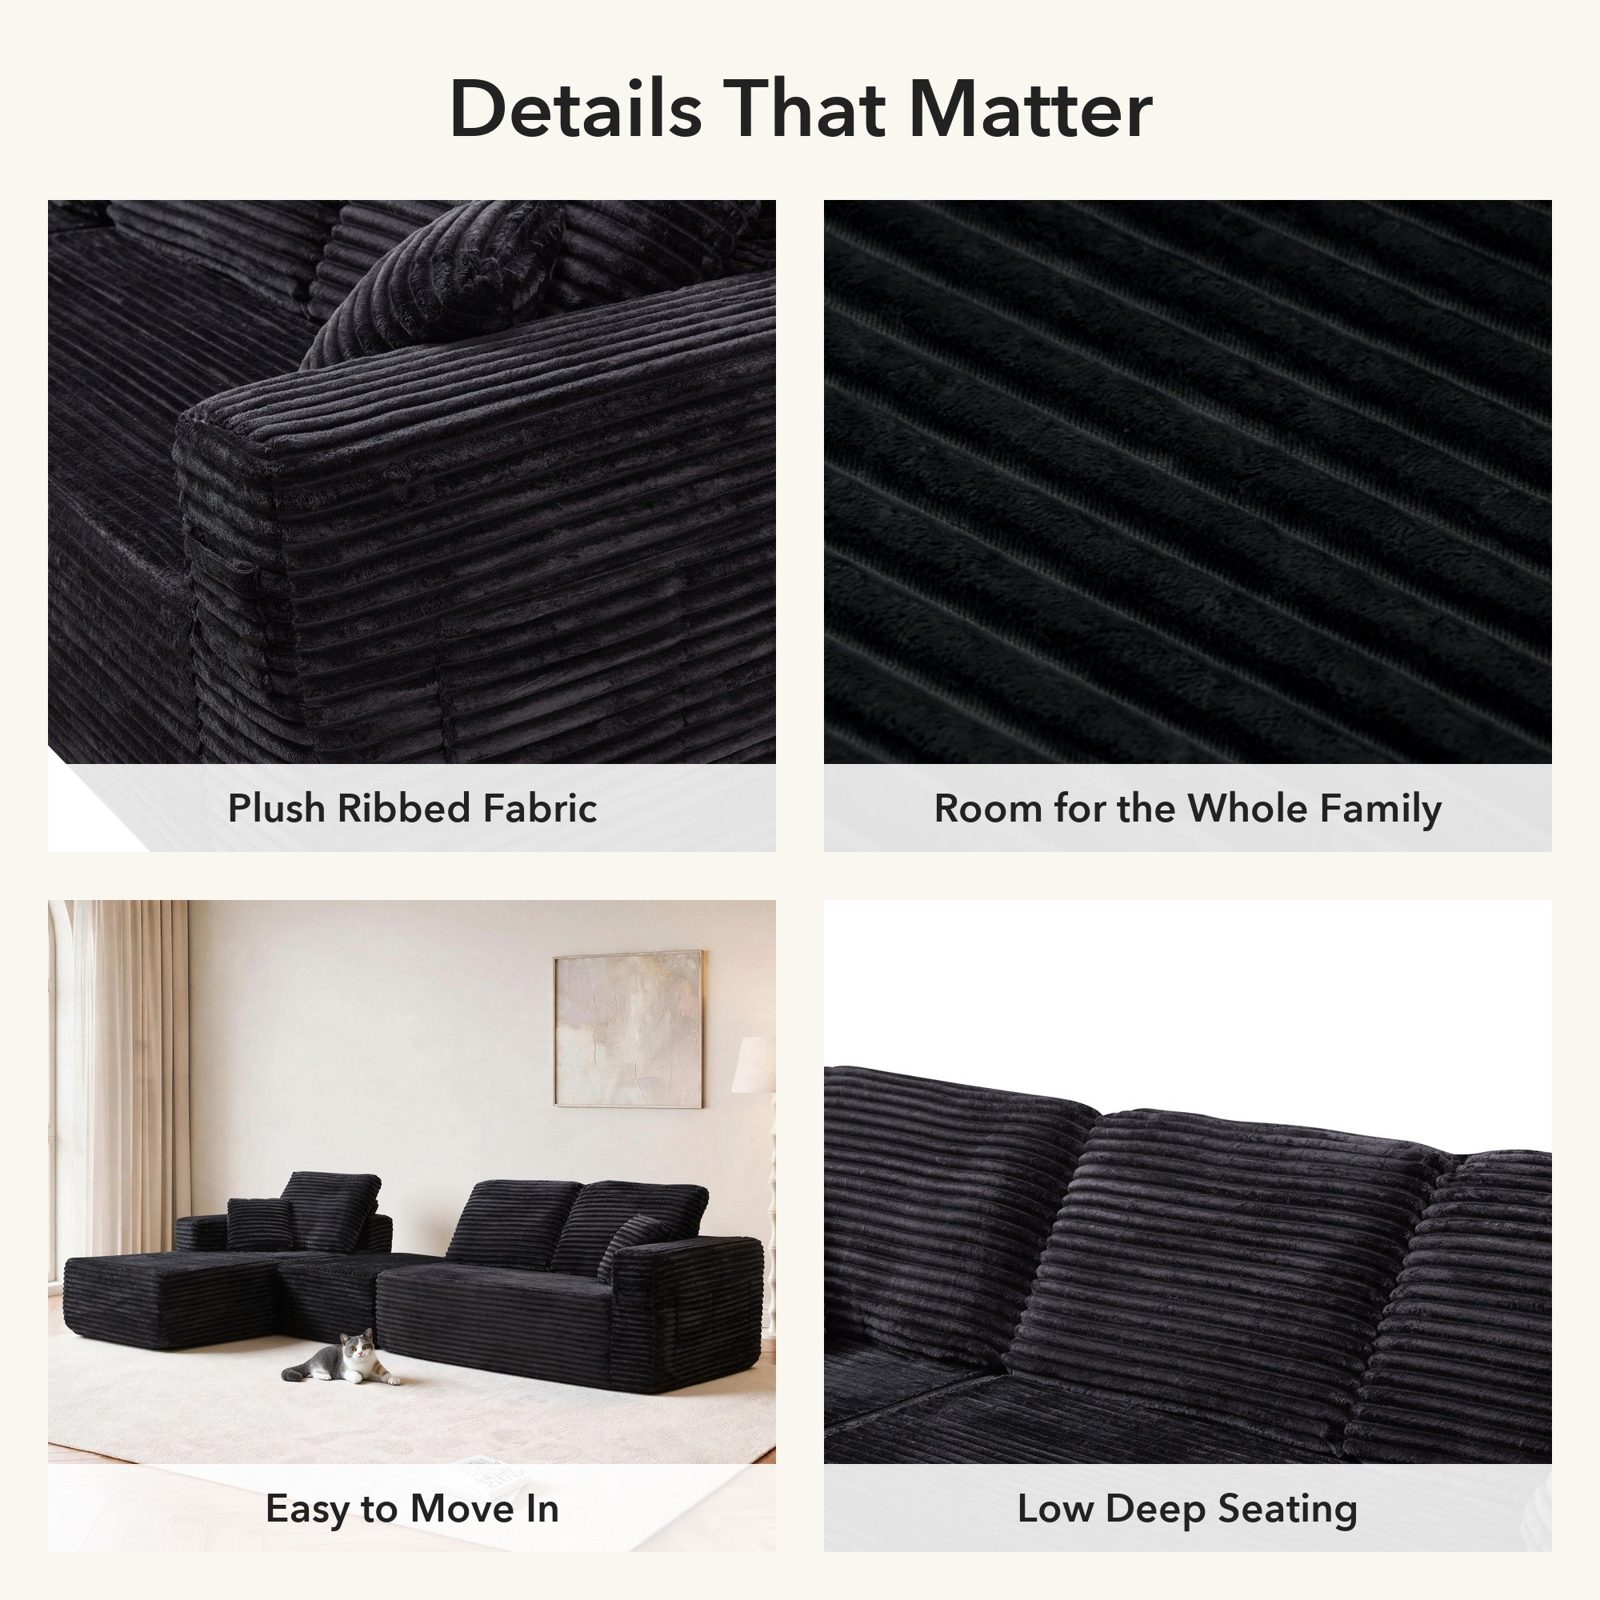 Details That Matter
Plush Ribbed Fabric
Room for the Whole Family
Easy to Move In
Low Deep Seating